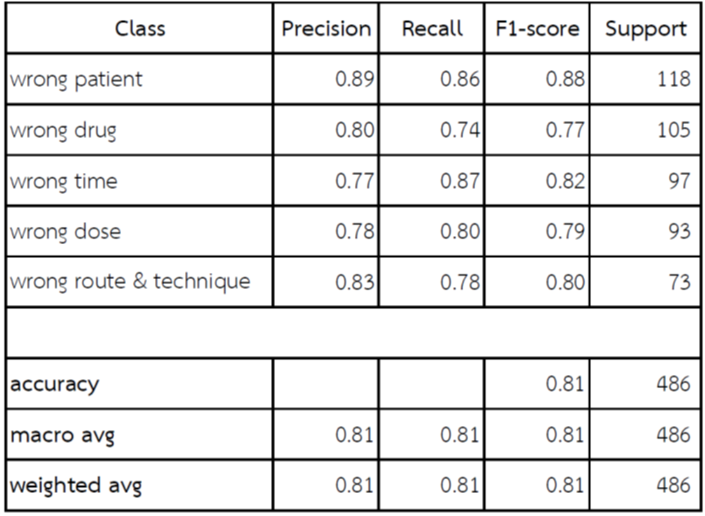 Class Precision Recall F1-score Support
wrong patient 0.89 0.86 0.88 118
wrong drug 0.80 0.74 0.77 105
wrong time 0.77 0.87 0.82 97
wrong dose 0.78 0.80 0.79 93
wrong route & technique 0.83 0.78 0.80 73
accuracy 0.81 486
macro avg 0.81 0.81 0.81 486
weighted avg 0.81 0.81 0.81 486